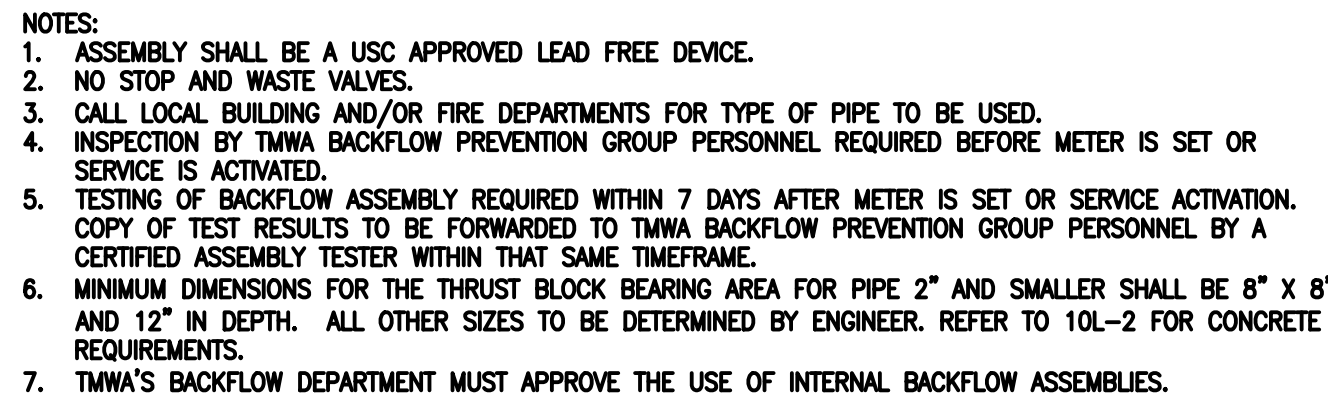 NOTES:
1. ASSEMBLY SHALL BE A USC APPROVED LEAD FREE DEVICE.
2. NO STOP AND WASTE VALVES.
3. CALL LOCAL BUILDING AND/OR FIRE DEPARTMENTS FOR TYPE OF PIPE TO BE USED.
4. INSPECTION BY TMWA BACKFLOW PREVENTION GROUP PERSONNEL REQUIRED BEFORE METER IS SET OR
SERVICE IS ACTIVATED.
5. TESTING OF BACKFLOW ASSEMBLY REQUIRED WITHIN 7 DAYS AFTER METER IS SET OR SERVICE ACTIVATION.
COPY OF TEST RESULTS TO BE FORWARDED TO TMWA BACKFLOW PREVENTION GROUP PERSONNEL BY A
CERTIFIED ASSEMBLY TESTER WITHIN THAT SAME TIMEFRAME.
6. MINIMUM DIMENSIONS FOR THE THRUST BLOCK BEARING AREA FOR PIPE 2" AND SMALLER SHALL BE 8" X 8"
AND 12" IN DEPTH. ALL OTHER SIZES TO BE DETERMINED BY ENGINEER. REFER TO 10L-2 FOR CONCRETE
REQUIREMENTS.
7. TMWA'S BACKFLOW DEPARTMENT MUST APPROVE THE USE OF INTERNAL BACKFLOW ASSEMBLIES.